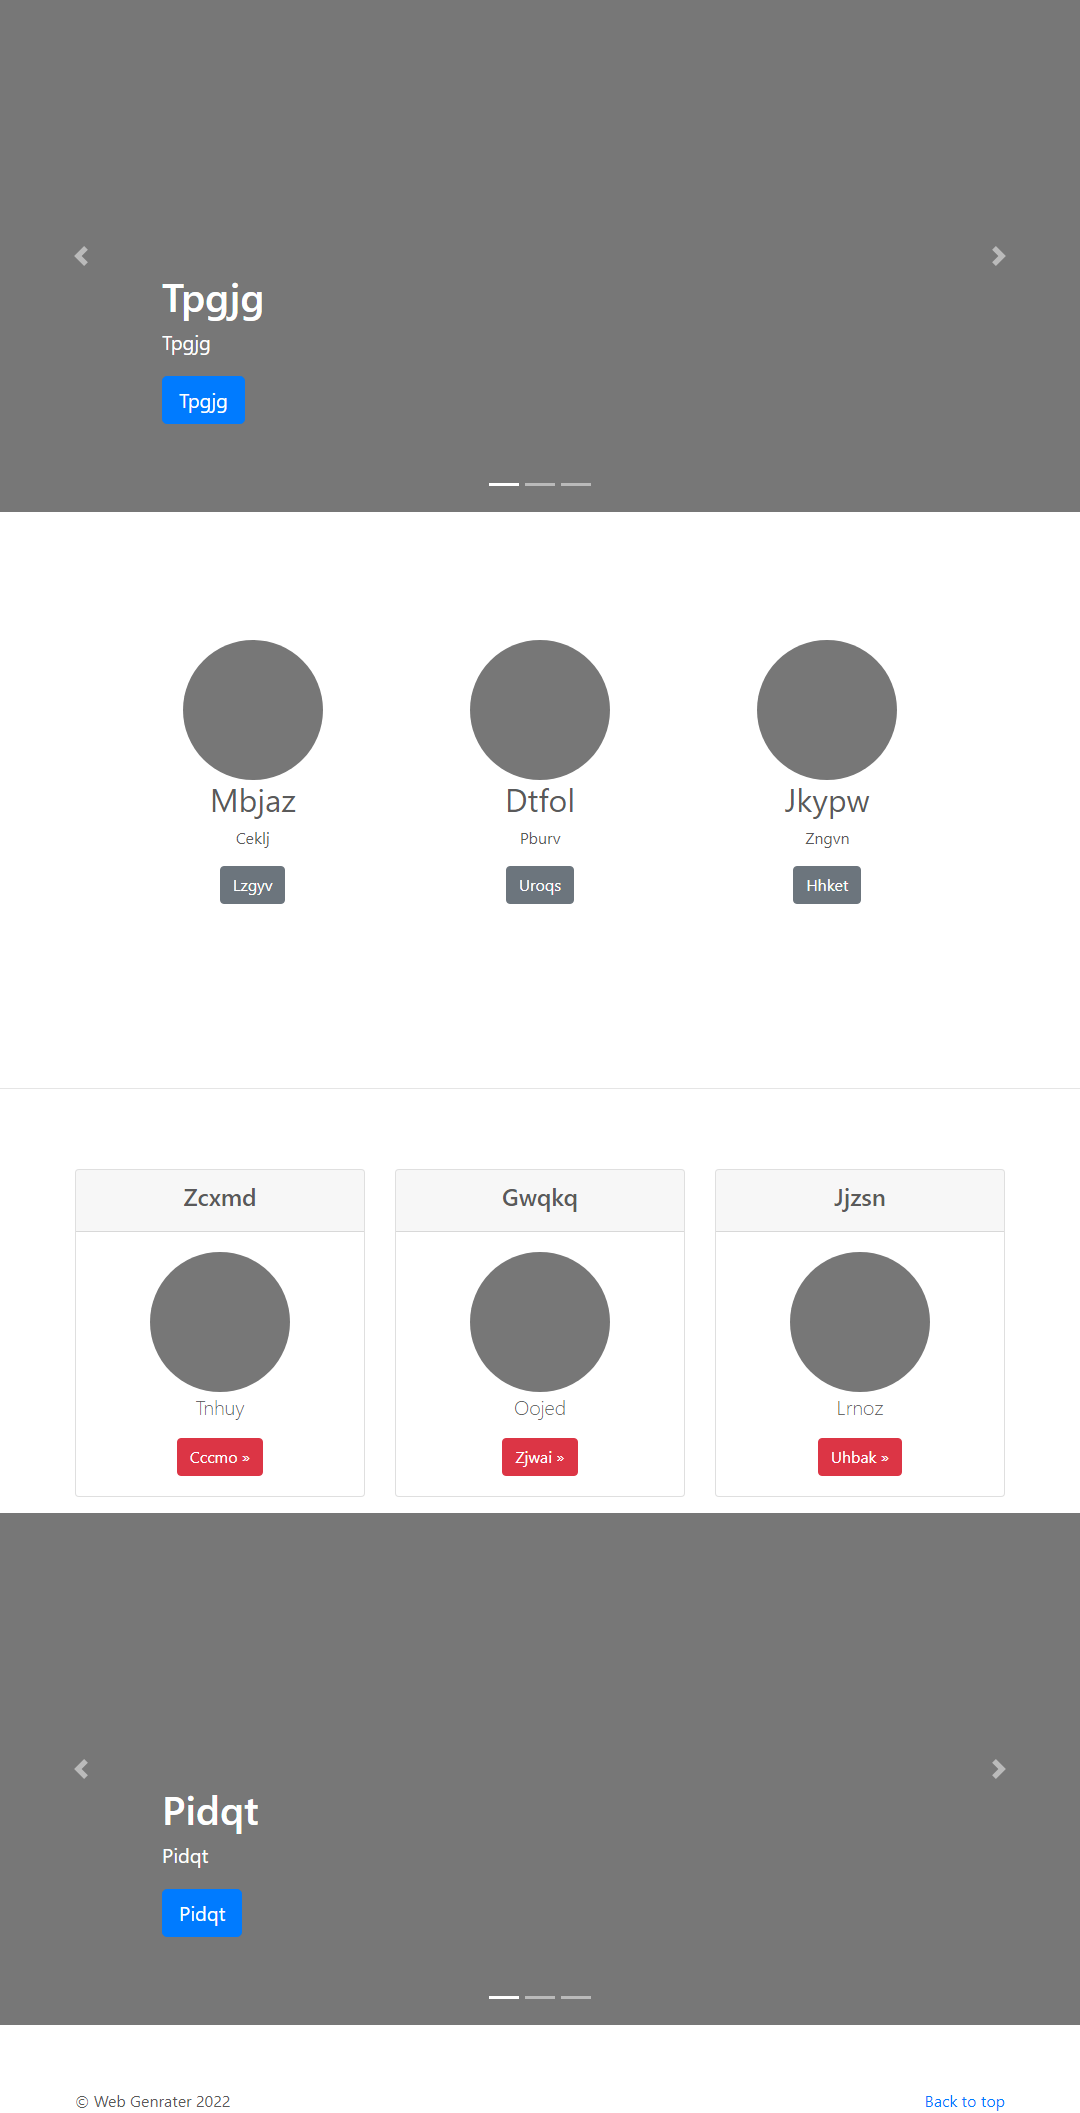 Tpgjg
Tpgjg
Tpgjg
Mbjaz
Dtfol
Jkypw
Ceklj
Pburv
Zngvn
Lzgyv
Uroqs
Hhket
Zcxmd
Gwqkq
Jjzsn
Tnhuy
Oojed
Lrnoz
Cccmo »
Zjwai »
Uhbak »
Pidqt
Pidqt
Pidqt
© Web Genrater 2022
Back to top